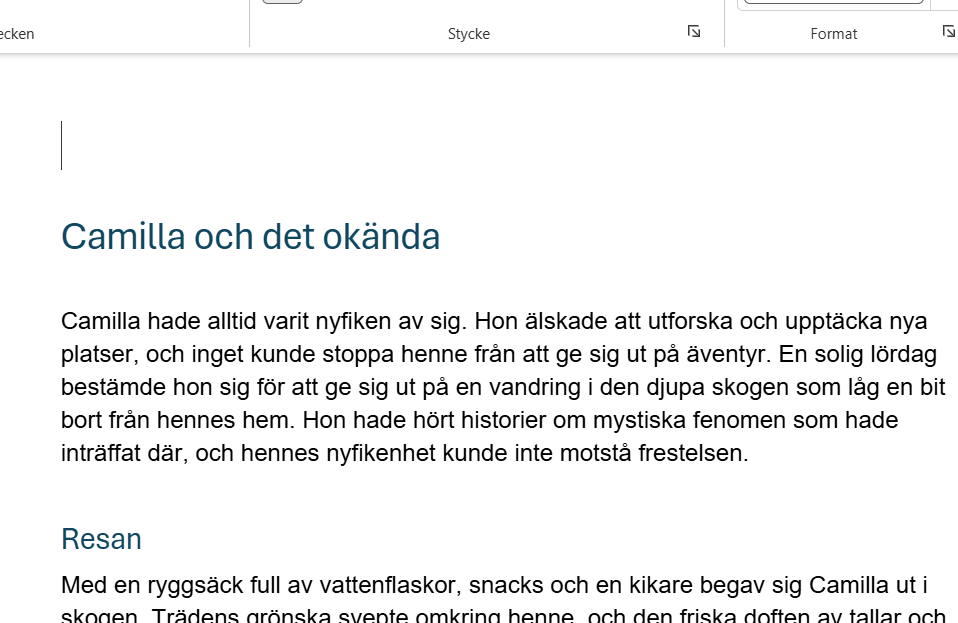 Stycke
Format
Camilla och det okända
Camilla hade alltid varit nyfiken av sig. Hon älskade att utforska och upptäcka nya
platser, och inget kunde stoppa henne från att ge sig ut på äventyr. En solig lördag
bestämde hon sig för att ge sig ut på en vandring i den djupa skogen som låg en bit
bort från hennes hem. Hon hade hört historier om mystiska fenomen som hade
inträffat där, och hennes nyfikenhet kunde inte motstå frestelsen.
Resan
Med en ryggsäck full av vattenflaskor, snacks och en kikare begav sig Camilla ut i
skogen. Trädens grönska svepte omkring henne, och den friska doften av tallar och